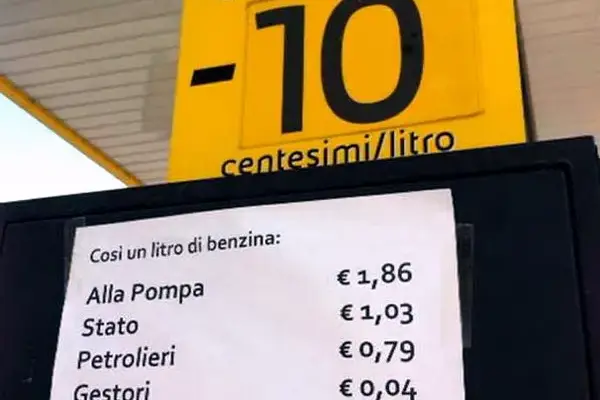 -10
centesimi/litro
Così un litro di benzina:
Alla Pompa € 1,86
Stato € 1,03
Petrolieri € 0,79
Gestori € 0,04